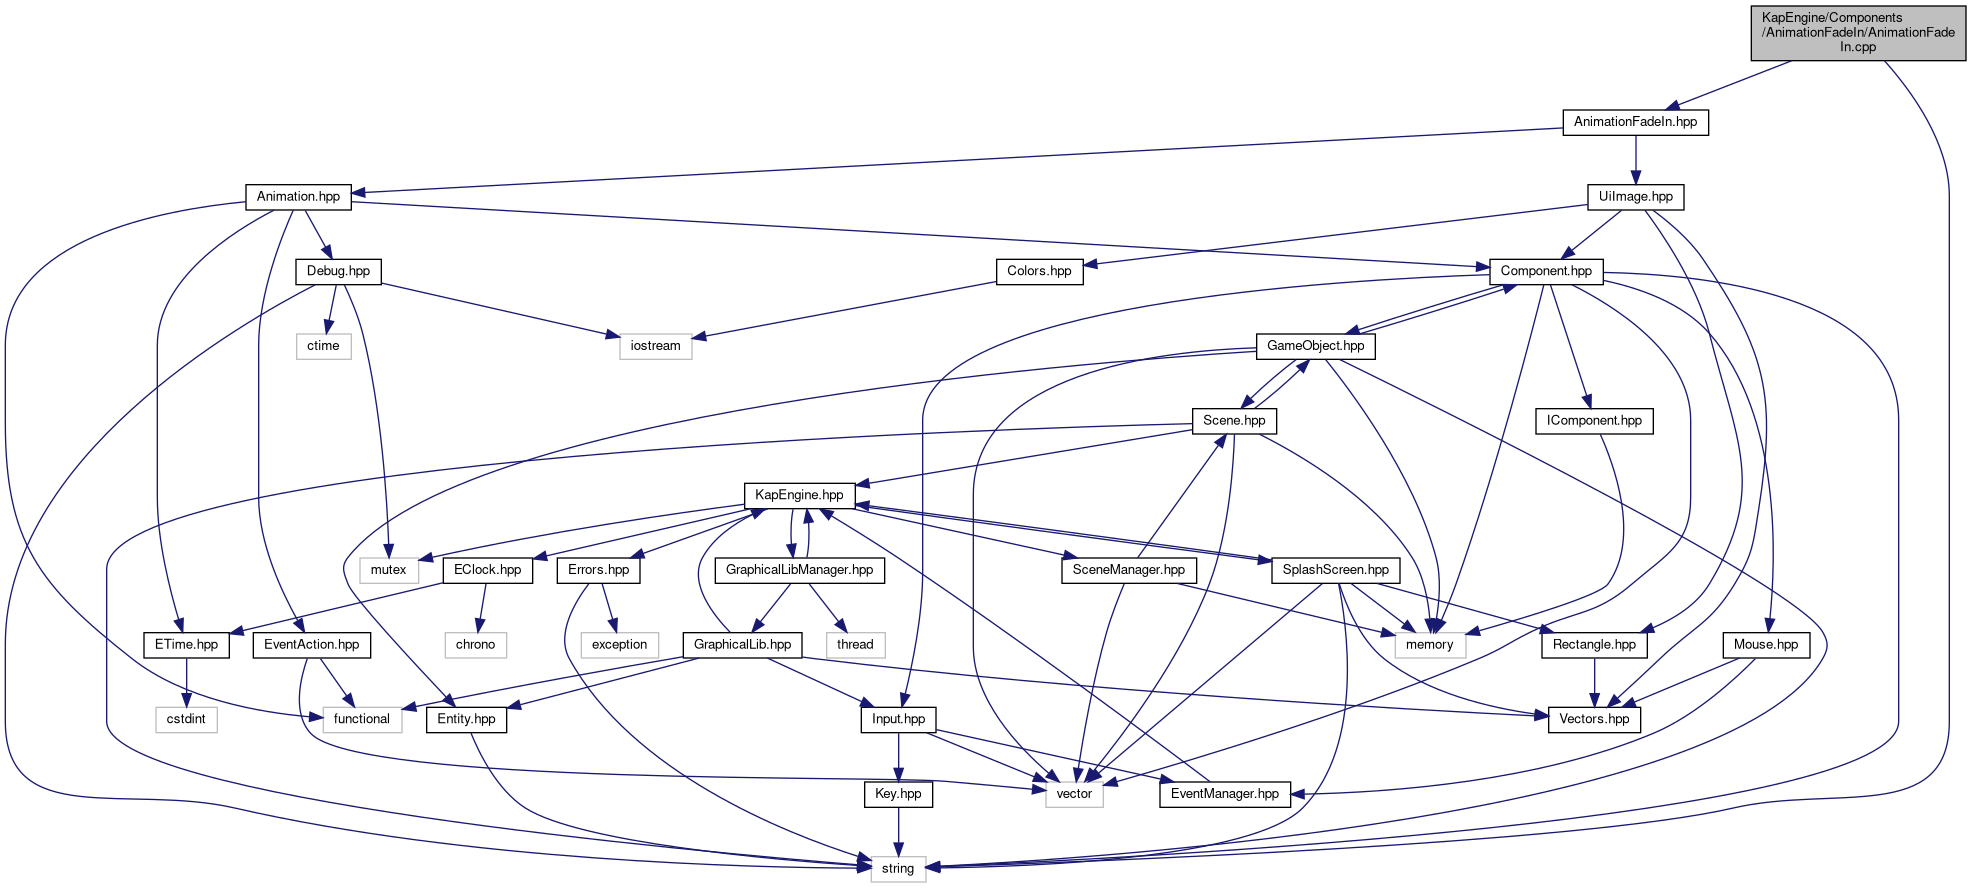 KapEngine/Components
/AnimationFadeIn/AnimationFade
In.cpp
AnimationFadeIn.hpp
Animation.hpp
UiImage.hpp
Debug.hpp
Colors.hpp
Component.hpp
ctime
iostream
GameObject.hpp
Scene.hpp
IComponent.hpp
KapEngine.hpp
mutex
EClock.hpp
Errors.hpp
GraphicalLibManager.hpp
SceneManager.hpp
SplashScreen.hpp
ETime.hpp
EventAction.hpp
chrono
exception
GraphicalLib.hpp
thread
memory
Rectangle.hpp
Mouse.hpp
cstdint
functional
Entity.hpp
Input.hpp
Vectors.hpp
Key.hpp
vector
EventManager.hpp
string